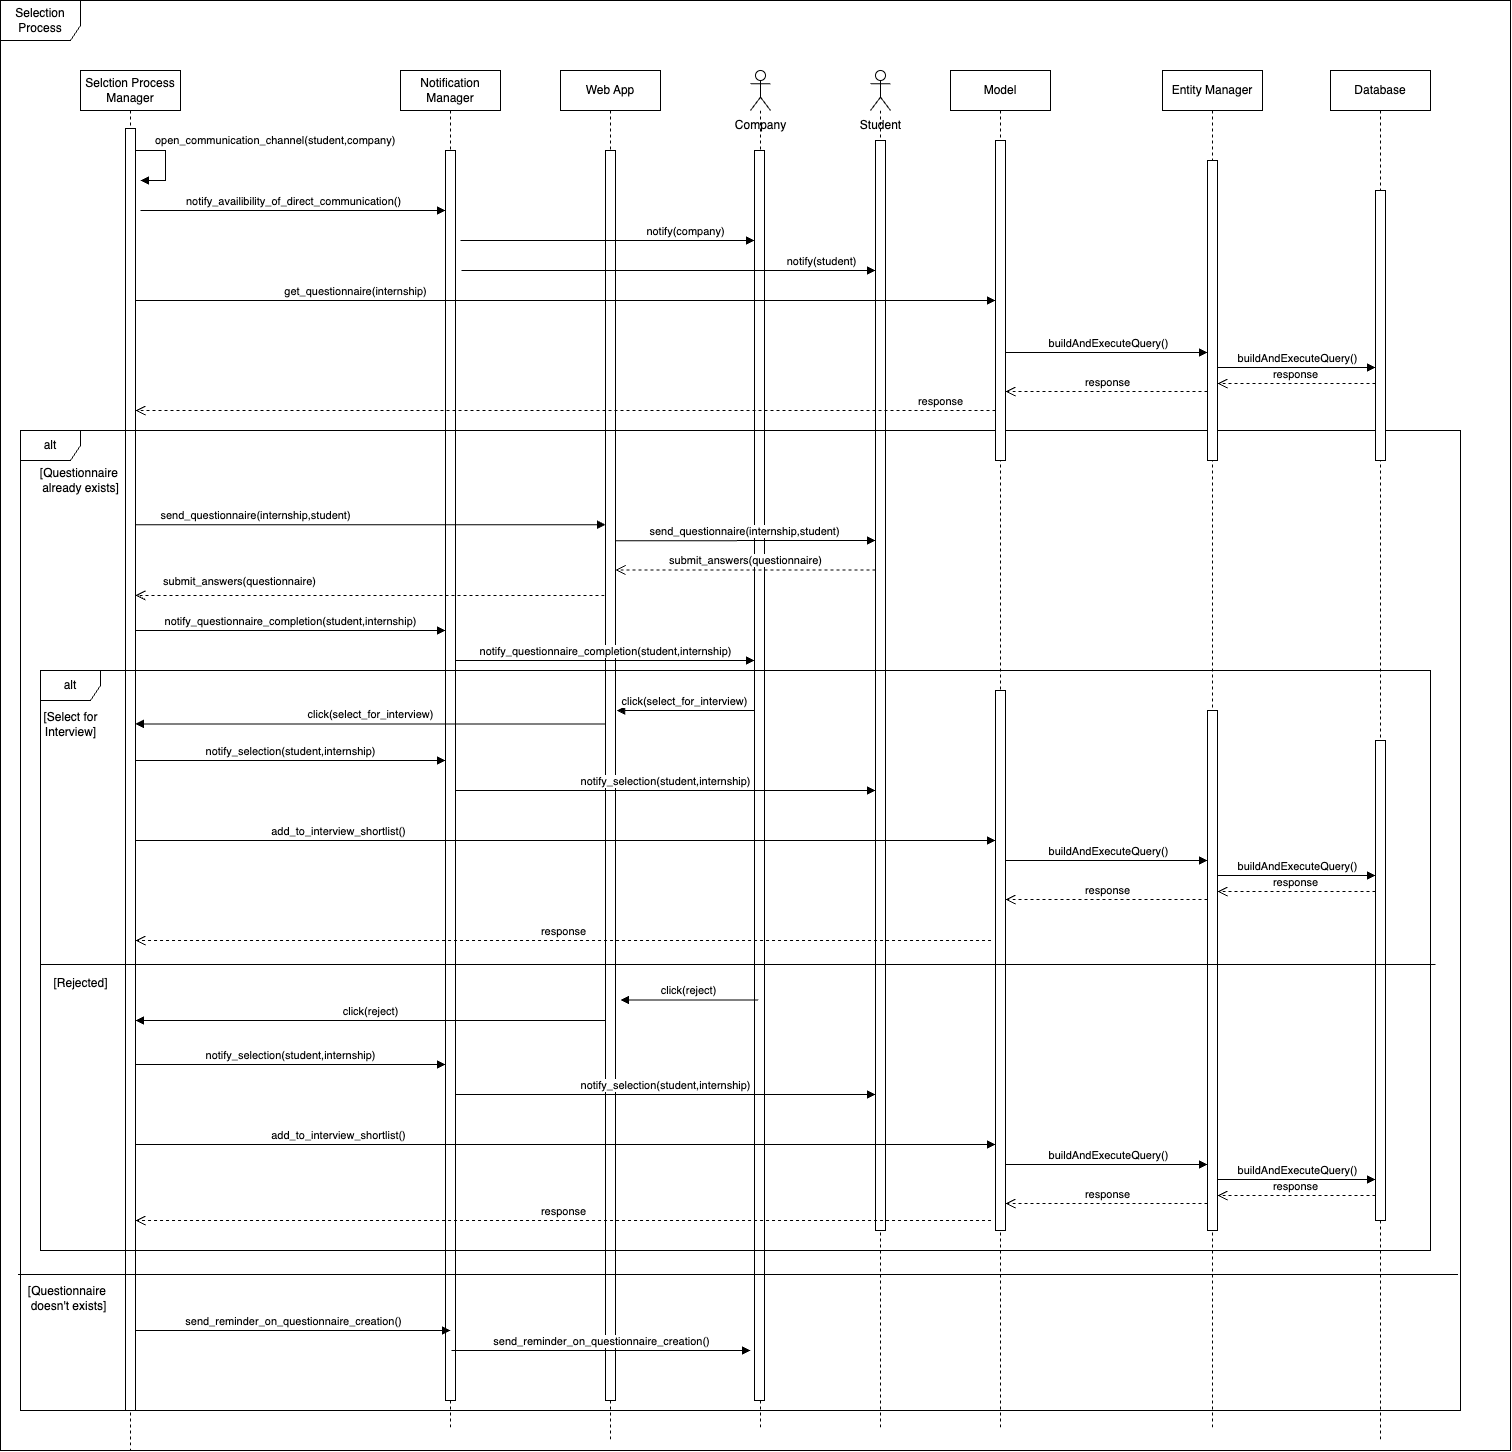 Selection
Process
Selction Process
Manager
Notification
Manager
Web App
Company
Student
Model
Entity Manager
Database
open_communication_channel(student,company)
notify_availibility_of_direct_communication()
notify(company)
notify(student)
get_questionnaire(internship)
buildAndExecuteQuery()
buildAndExecuteQuery()
response
response
response
alt
[Questionnaire
already exists]
send_questionnaire(internship,student)
send_questionnaire(internship,student)
submit_answers(questionnaire)
submit_answers(questionnaire)
notify_questionnaire_completion(student,internship)
notify_questionnaire_completion(student,internship)
alt
[Select for
Interview]
click(select_for_interview)
click(select_for_interview)
notify_selection(student,internship)
notify_selection(student,internship)
add_to_interview_shortlist()
buildAndExecuteQuery()
buildAndExecuteQuery()
response
response
response
[Rejected]
click(reject)
click(reject)
notify_selection(student,internship)
notify_selection(student,internship)
add_to_interview_shortlist()
buildAndExecuteQuery()
buildAndExecuteQuery()
response
response
response
[Questionnaire
doesn't exists]
send_reminder_on_questionnaire_creation()
send_reminder_on_questionnaire_creation()